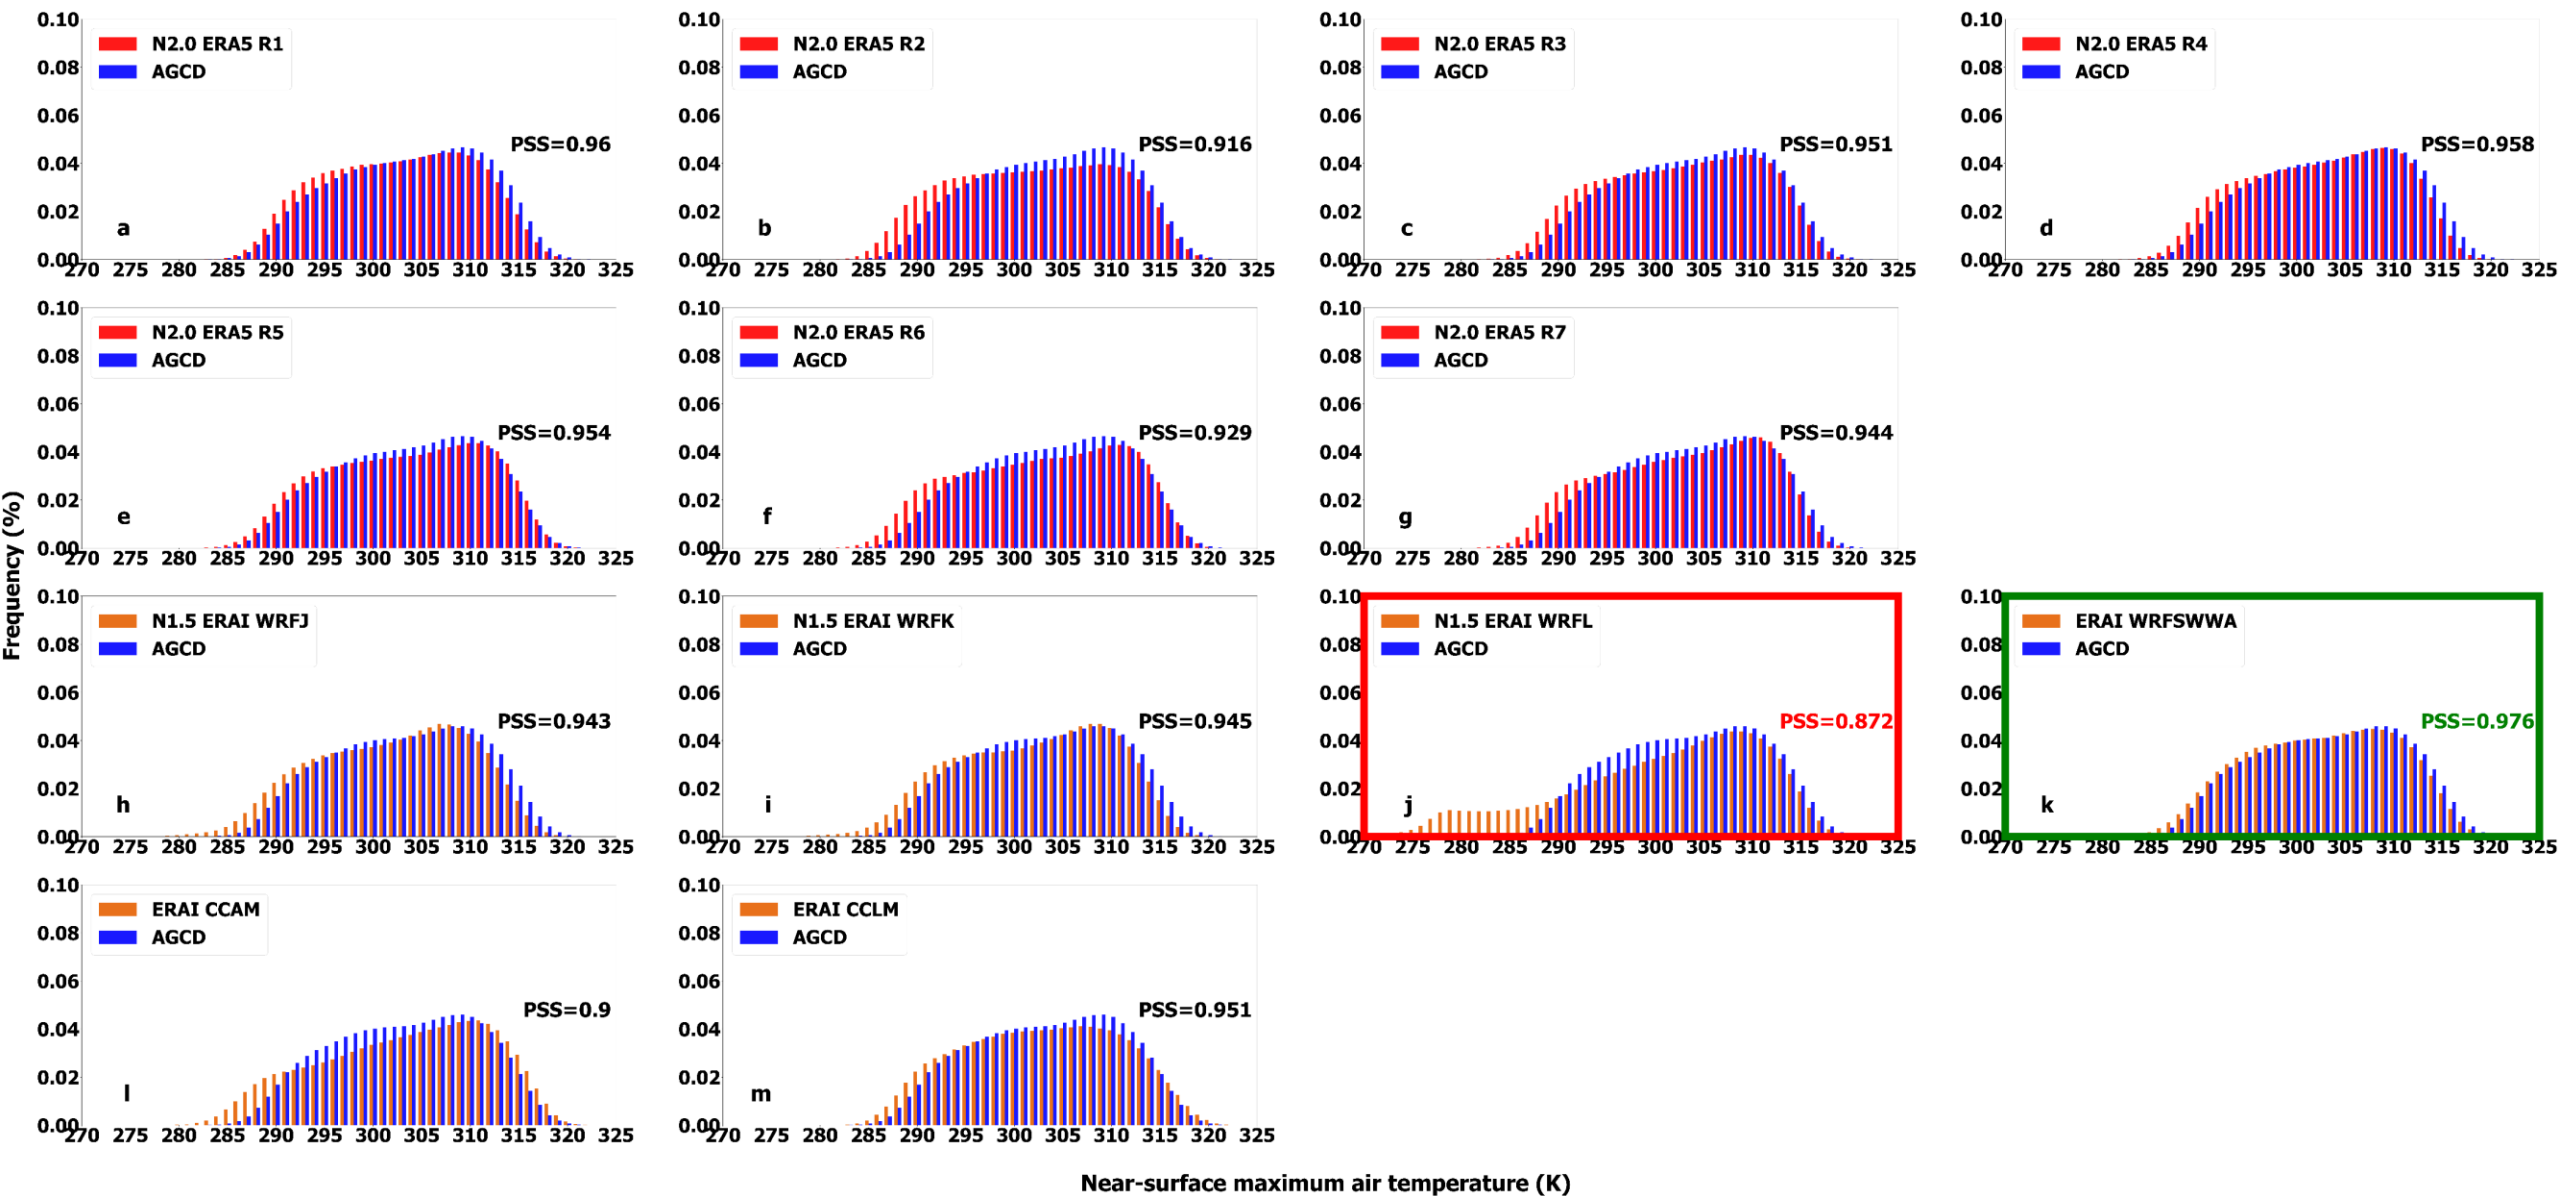 N2.0 ERA5 R1
AGCD
PSS=0.96
a
0.10
0.08
0.06
0.04
0.02
0.00
270 275 280 285 290 295 300 305 310 315 320 325
N2.0 ERA5 R2
AGCD
PSS=0.916
b
0.10
0.08
0.06
0.04
0.02
0.00
270 275 280 285 290 295 300 305 310 315 320 325
N2.0 ERA5 R3
AGCD
PSS=0.951
c
0.10
0.08
0.06
0.04
0.02
0.00
270 275 280 285 290 295 300 305 310 315 320 325
N2.0 ERA5 R4
AGCD
PSS=0.958
d
0.10
0.08
0.06
0.04
0.02
0.00
270 275 280 285 290 295 300 305 310 315 320 325
N2.0 ERA5 R5
AGCD
PSS=0.954
e
0.10
0.08
0.06
0.04
0.02
0.00
270 275 280 285 290 295 300 305 310 315 320 325
N2.0 ERA5 R6
AGCD
PSS=0.929
f
0.10
0.08
0.06
0.04
0.02
0.00
270 275 280 285 290 295 300 305 310 315 320 325
N2.0 ERA5 R7
AGCD
PSS=0.944
g
0.10
0.08
0.06
0.04
0.02
0.00
270 275 280 285 290 295 300 305 310 315 320 325
Frequency (%)
N1.5 ERAI WRFJ
AGCD
PSS=0.943
h
0.10
0.08
0.06
0.04
0.02
0.00
270 275 280 285 290 295 300 305 310 315 320 325
N1.5 ERAI WRFK
AGCD
PSS=0.945
i
0.10
0.08
0.06
0.04
0.02
0.00
270 275 280 285 290 295 300 305 310 315 320 325
N1.5 ERAI WRFL
AGCD
PSS=0.872
j
0.10
0.08
0.06
0.04
0.02
0.00
270 275 280 285 290 295 300 305 310 315 320 325
ERAI WRFSWWA
AGCD
PSS=0.976
k
0.10
0.08
0.06
0.04
0.02
0.00
270 275 280 285 290 295 300 305 310 315 320 325
ERAI CCAM
AGCD
PSS=0.9
l
0.10
0.08
0.06
0.04
0.02
0.00
270 275 280 285 290 295 300 305 310 315 320 325
ERAI CCLM
AGCD
PSS=0.951
m
0.10
0.08
0.06
0.04
0.02
0.00
270 275 280 285 290 295 300 305 310 315 320 325
Near-surface maximum air temperature (K)